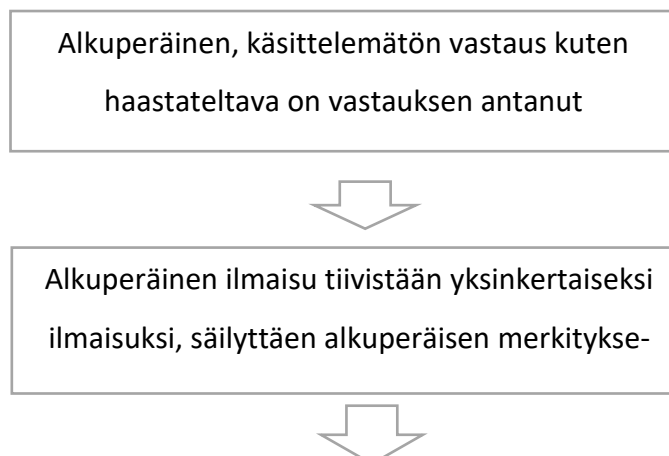 Alkuperäinen, käsittelemätön vastaus kuten
haastateltava on vastauksen antanut
Alkuperäinen ilmaisu tiivistään yksinkertaiseksi
ilmaisuksi, säilyttäen alkuperäisen merkitykse-